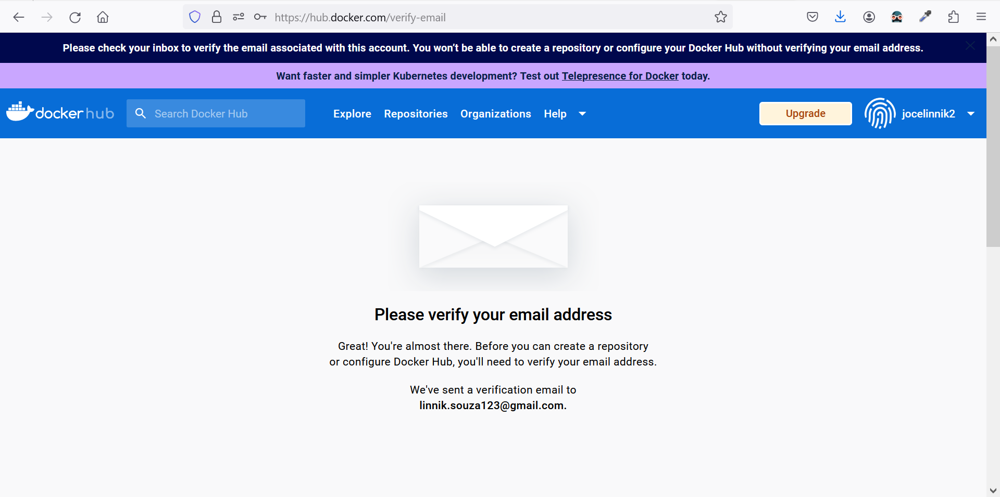 https://hub.docker.com/verify-email
Please check your inbox to verify the email associated with this account. You won’t be able to create a repository or configure your Docker Hub without verifying your email address.
Want faster and simpler Kubernetes development? Test out Telepresence for Docker today.
docker hub Search Docker Hub Explore Repositories Organizations Help Upgrade jocelinnik2
Please verify your email address
Great! You're almost there. Before you can create a repository
or configure Docker Hub, you'll need to verify your email address.
We've sent a verification email to
linnik.souza123@gmail.com.